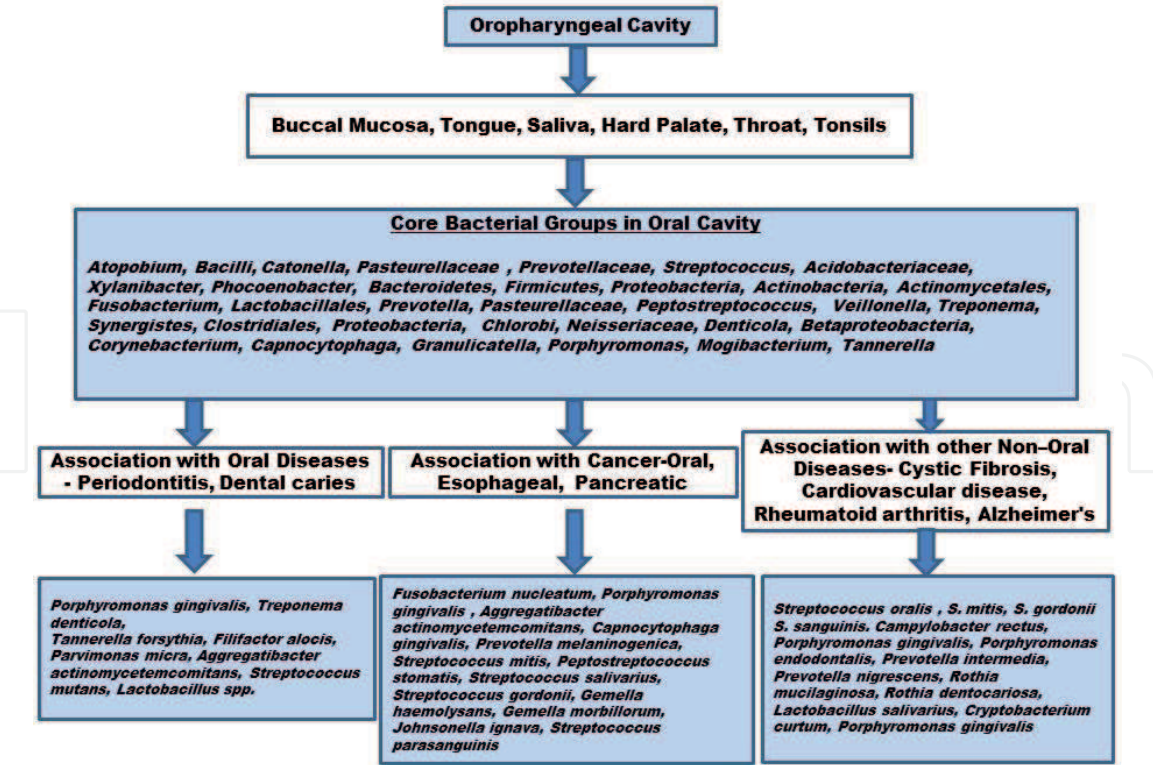 Oropharyngeal Cavity
Buccal Mucosa, Tongue, Saliva, Hard Palate, Throat, Tonsils
Core Bacterial Groups in Oral Cavity
Atopobium, Bacilli, Catonella, Pasteurellaceae , Prevotellaceae, Streptococcus, Acidobacteriaceae,
Xylanibacter, Phocoenobacter, Bacteroidetes, Firmicutes, Proteobacteria, Actinobacteria, Actinomycetales,
Fusobacterium, Lactobacillales, Prevotella, Pasteurellaceae, Peptostreptococcus, Veillonella, Treponema,
Synergistes, Clostridiales, Proteobacteria, Chlorobi, Neisseriaceae, Denticola, Betaproteobacteria,
Corynebacterium, Capnocytophaga, Granulicatella, Porphyromonas, Mogibacterium, Tannerella
Association with Oral Diseases
- Periodontitis, Dental caries
Association with Cancer-Oral,
Esophageal, Pancreatic
Association with other Non–Oral
Diseases- Cystic Fibrosis,
Cardiovascular disease,
Rheumatoid arthritis, Alzheimer's
Porphyromonas gingivalis, Treponema
denticola,
Tannerella forsythia, Filifactor alocis,
Parvimonas micra, Aggregatibacter
actinomycetemcomitans, Streptococcus
mutans, Lactobacillus spp.
Fusobacterium nucleatum, Porphyromonas
gingivalis , Aggregatibacter
actinomycetemcomitans, Capnocytophaga
gingivalis, Prevotella melaninogenica,
Streptococcus mitis, Peptostreptococcus
stomatis, Streptococcus salivarius,
Streptococcus gordonii, Gemella
haemolysans, Gemella morbillorum,
Johnsonella ignava, Streptococcus
parasanguinis
Streptococcus oralis , S. mitis, S. gordonii
S. sanguinis. Campylobacter rectus,
Porphyromonas gingivalis, Porphyromonas
endodontalis, Prevotella intermedia,
Prevotella nigrescens, Rothia
mucilaginosa, Rothia dentocariosa,
Lactobacillus salivarius, Cryptobacterium
curtum, Porphyromonas gingivalis